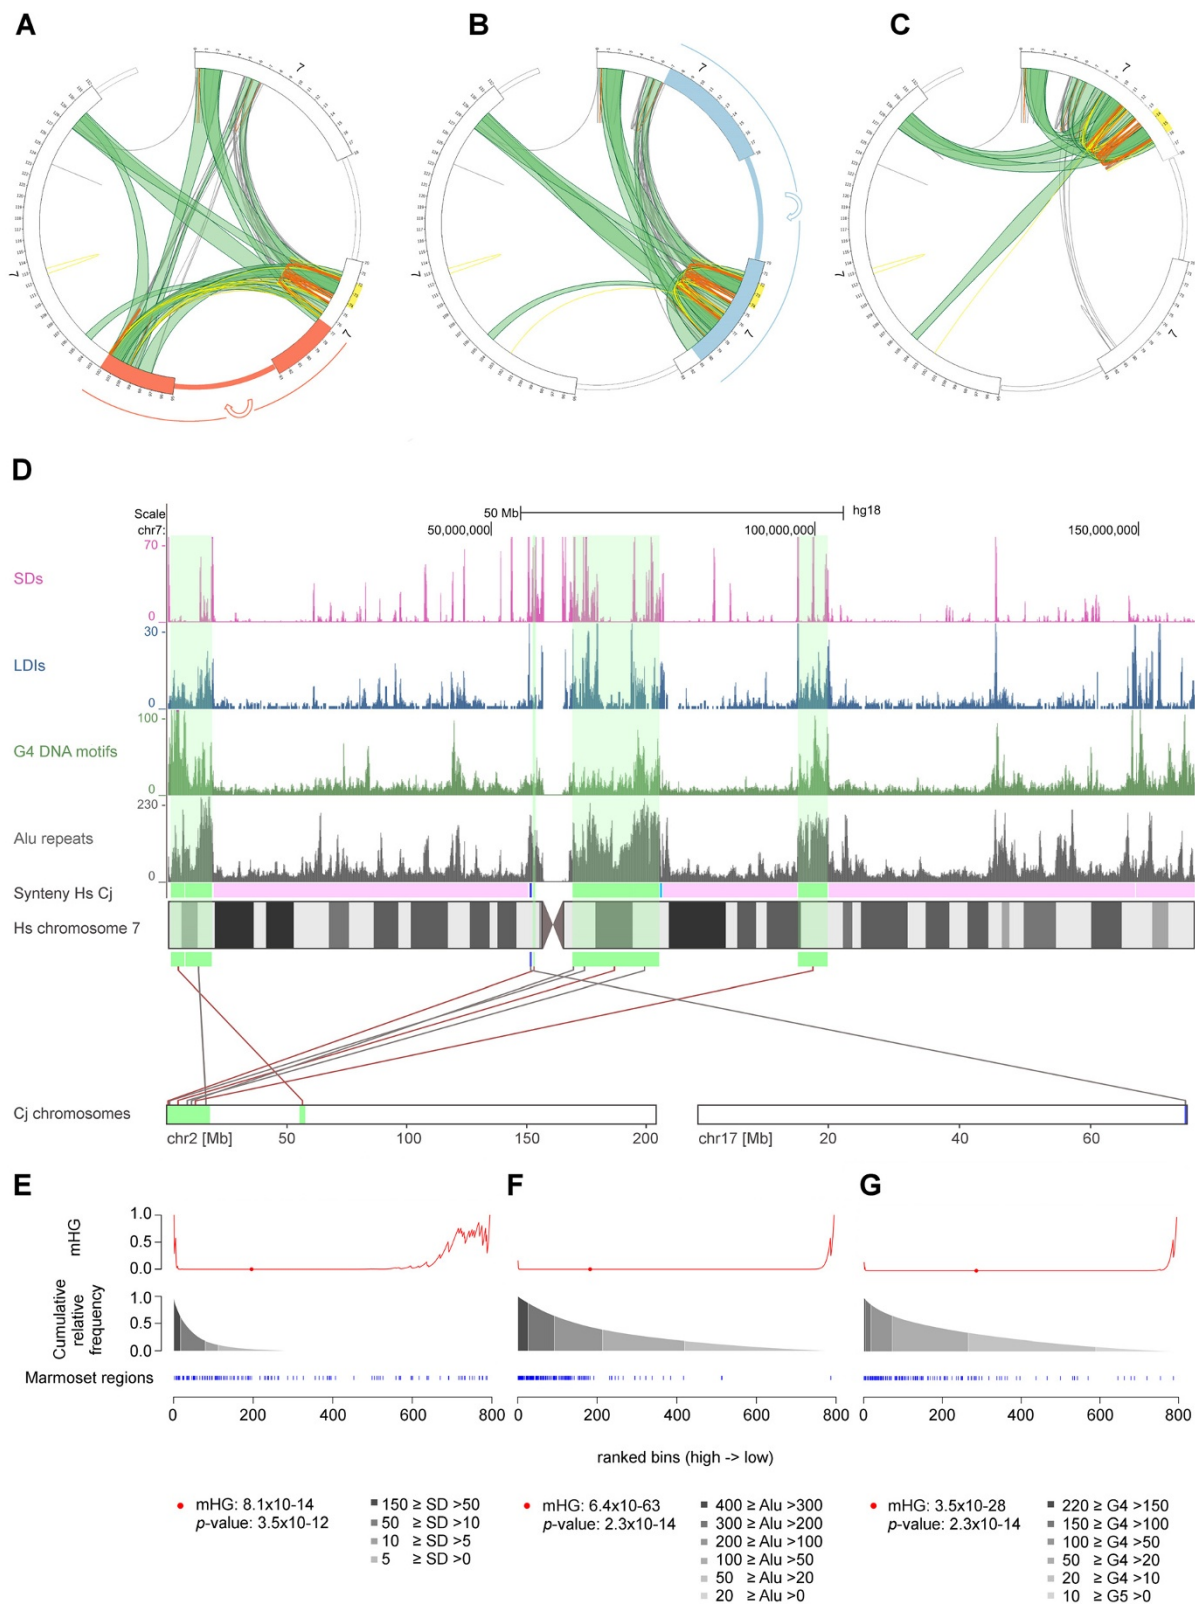 A
B
C
7
7
7
7
7
7
7
D
Scale
50 Mb
hg18
chr7:
50,000,000
100,000,000
150,000,000
70
SDs
0
30
LDIs
0
100
G4 DNA motifs
0
230
Alu repeats
0
Synteny Hs Cj
Hs chromosome 7
Cj chromosomes
chr2 [Mb] 50 100 150 200
chr17 [Mb] 20 40 60
E
F
G
mHG
1.0
0.5
0.0
Cumulative
relative
frequency
1.0
0.5
0.0
Marmoset regions
0 200 400 600 800
0 200 400 600 800
0 200 400 600 800
ranked bins (high -> low)
mHG: 8.1x10-14
p-value: 3.5x10-12
150 ≥ SD >50
50 ≥ SD >10
10 ≥ SD >5
5 ≥ SD >0
mHG: 6.4x10-63
p-value: 2.3x10-14
400 ≥ Alu >300
300 ≥ Alu >200
200 ≥ Alu >100
100 ≥ Alu >50
50 ≥ Alu >20
20 ≥ Alu >0
mHG: 3.5x10-28
p-value: 2.3x10-14
220 ≥ G4 >150
150 ≥ G4 >100
100 ≥ G4 >50
50 ≥ G4 >20
20 ≥ G4 >10
10 ≥ G5 >0